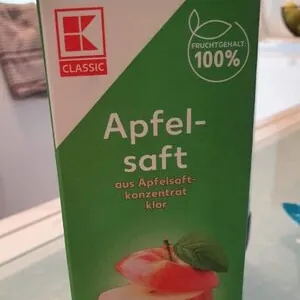 K
CLASSIC
FRUCHTGEHALT:
100%
Apfel-
saft
aus Apfelsaft-
konzentrat
klar